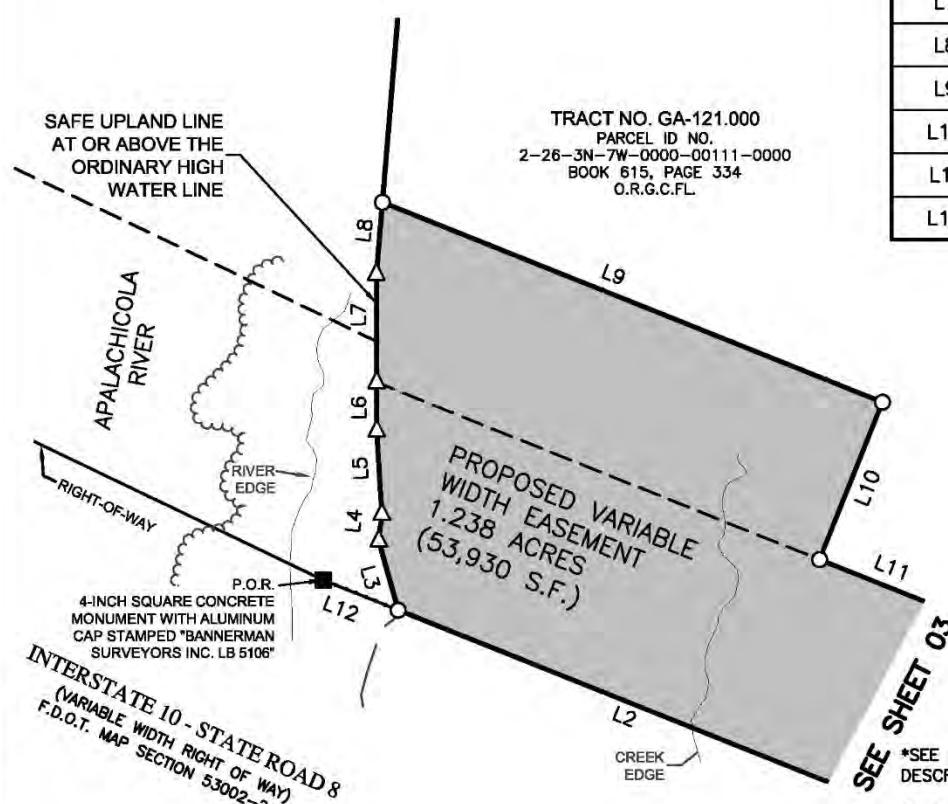 L8
L9
SAFE UPLAND LINE
AT OR ABOVE THE
ORDINARY HIGH
WATER LINE
TRACT NO. GA-121.000
PARCEL ID NO.
2-26-3N-7W-0000-00111-0000
BOOK 615, PAGE 334
O.R.G.C.FL.
L8
L9
L7
APALACHICOLA
RIVER
L6
L5
RIVER
EDGE
PROPOSED VARIABLE
WIDTH EASEMENT
1.238 ACRES
(53,930 S.F.)
L10
RIGHT-OF-WAY
L4
L3
L11
P.O.R.
4-INCH SQUARE CONCRETE
MONUMENT WITH ALUMINUM
CAP STAMPED "BANNERMAN
SURVEYORS INC. LB 5106"
L12
INTERSTATE 10 - STATE ROAD 8
(VARIABLE WIDTH RIGHT OF WAY)
F.D.O.T. MAP SECTION 53002-
L2
CREEK
EDGE
SEE SHEET 03
*SEE
DESCR